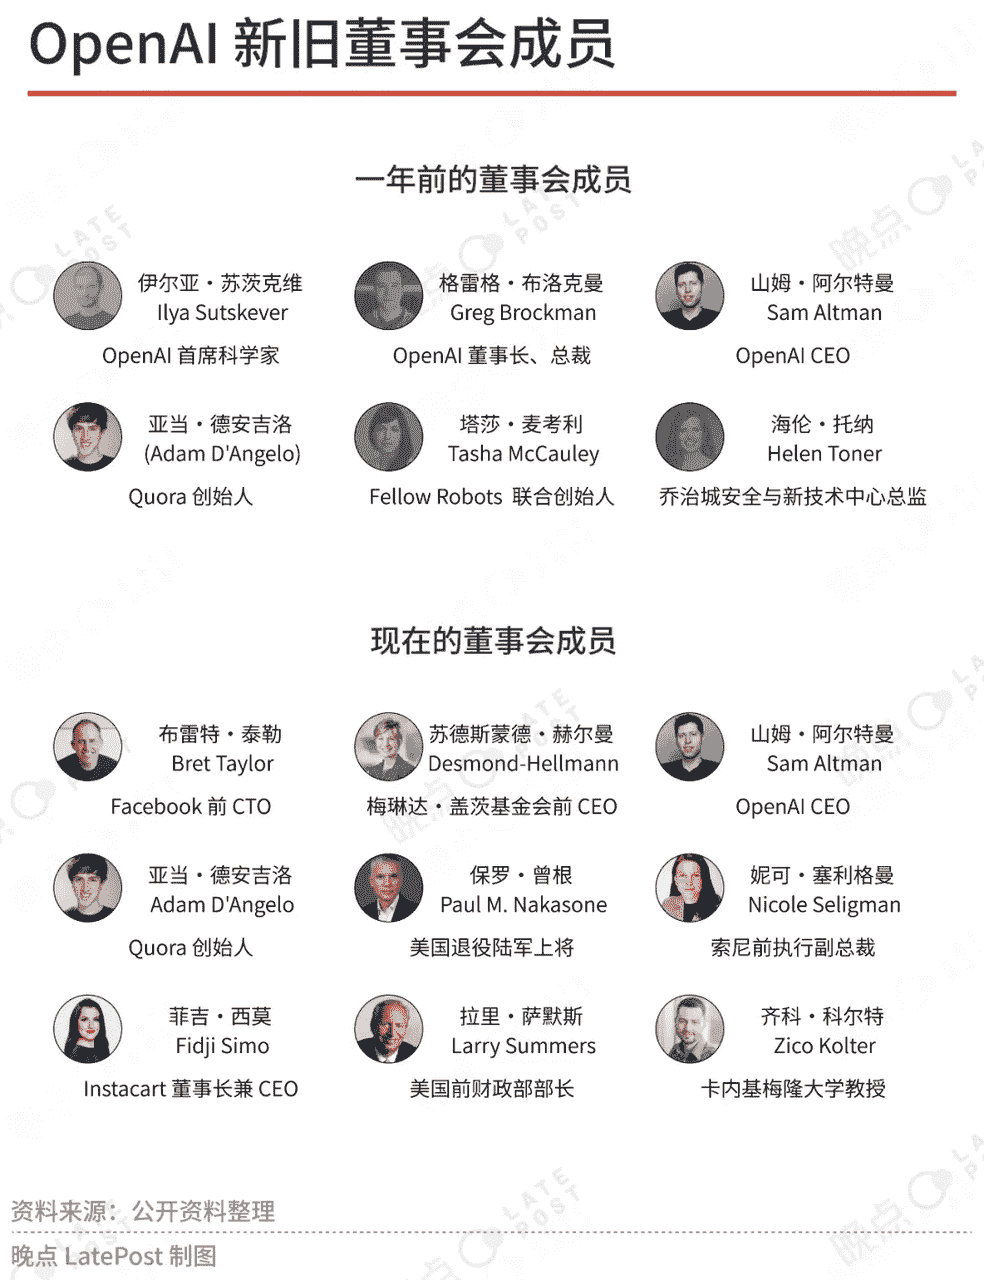 OpenAI 新旧董事会成员
一年前的董事会成员
伊尔亚・苏茨克维
Ilya Sutskever
OpenAI 首席科学家
格雷格・布洛克曼
Greg Brockman
OpenAI 董事长、总裁
山姆・阿尔特曼
Sam Altman
OpenAI CEO
亚当・德安吉洛
(Adam D'Angelo)
Quora 创始人
塔莎・麦考利
Tasha McCauley
Fellow Robots 联合创始人
海伦・托纳
Helen Toner
乔治城安全与新技术中心总监
现在的董事会成员
布雷特・泰勒
Bret Taylor
Facebook 前 CTO
苏德斯蒙德・赫尔曼
Desmond-Hellmann
梅琳达・盖茨基金会前 CEO
山姆・阿尔特曼
Sam Altman
OpenAI CEO
亚当・德安吉洛
Adam D'Angelo
Quora 创始人
保罗・曾根
Paul M. Nakasone
美国退役陆军上将
妮可・塞利格曼
Nicole Seligman
索尼前执行副总裁
菲吉・西莫
Fidji Simo
Instacart 董事长兼 CEO
拉里・萨默斯
Larry Summers
美国前财政部部长
齐科・科尔特
Zico Kolter
卡内基梅隆大学教授
资料来源：公开资料整理
晚点 LatePost 制图
晚点 LATE POST